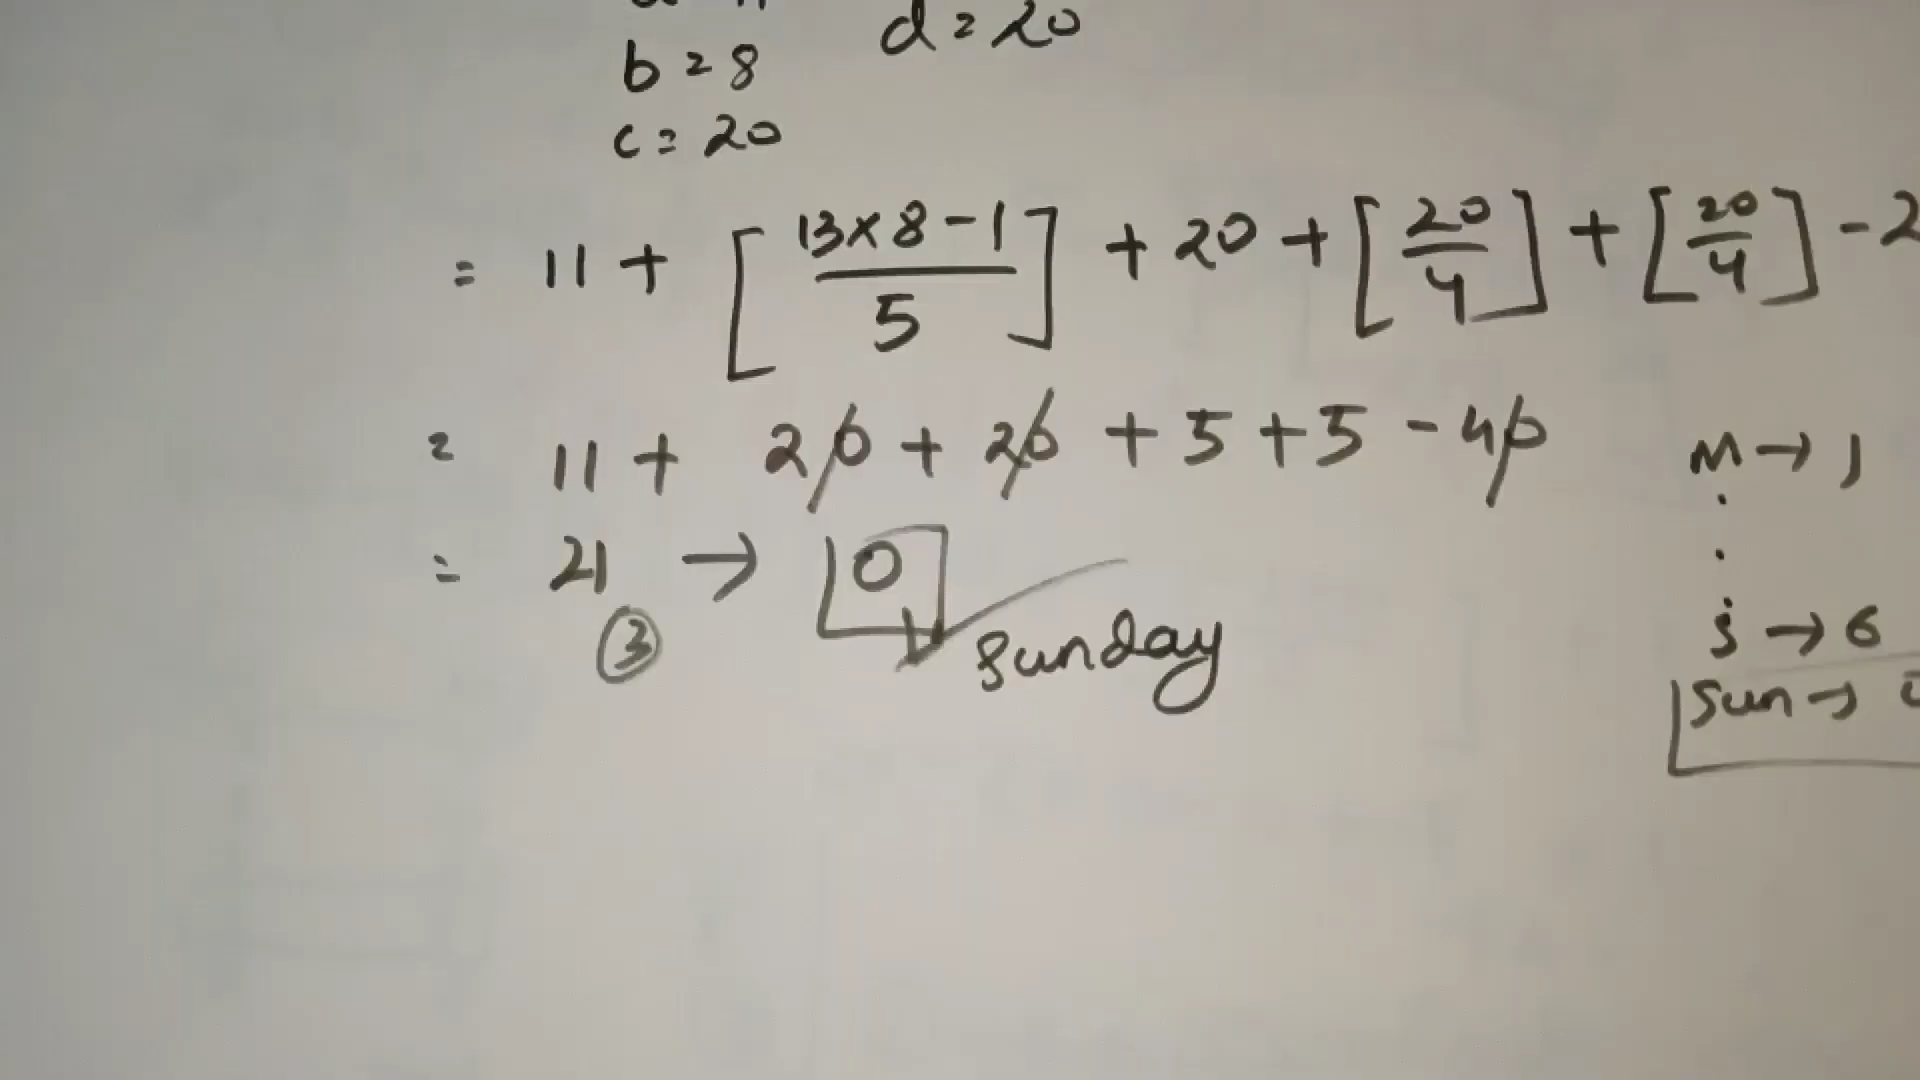 d = 20
b = 8
c = 20
= 11 + [13×8-1/5] + 20 + [20/4] + [20/4] - 2
= 11 + 20 + 20 + 5 + 5 - 40
= 21 → 0
3
Sunday
M → 1
.
.
S → 6
Sun → 0